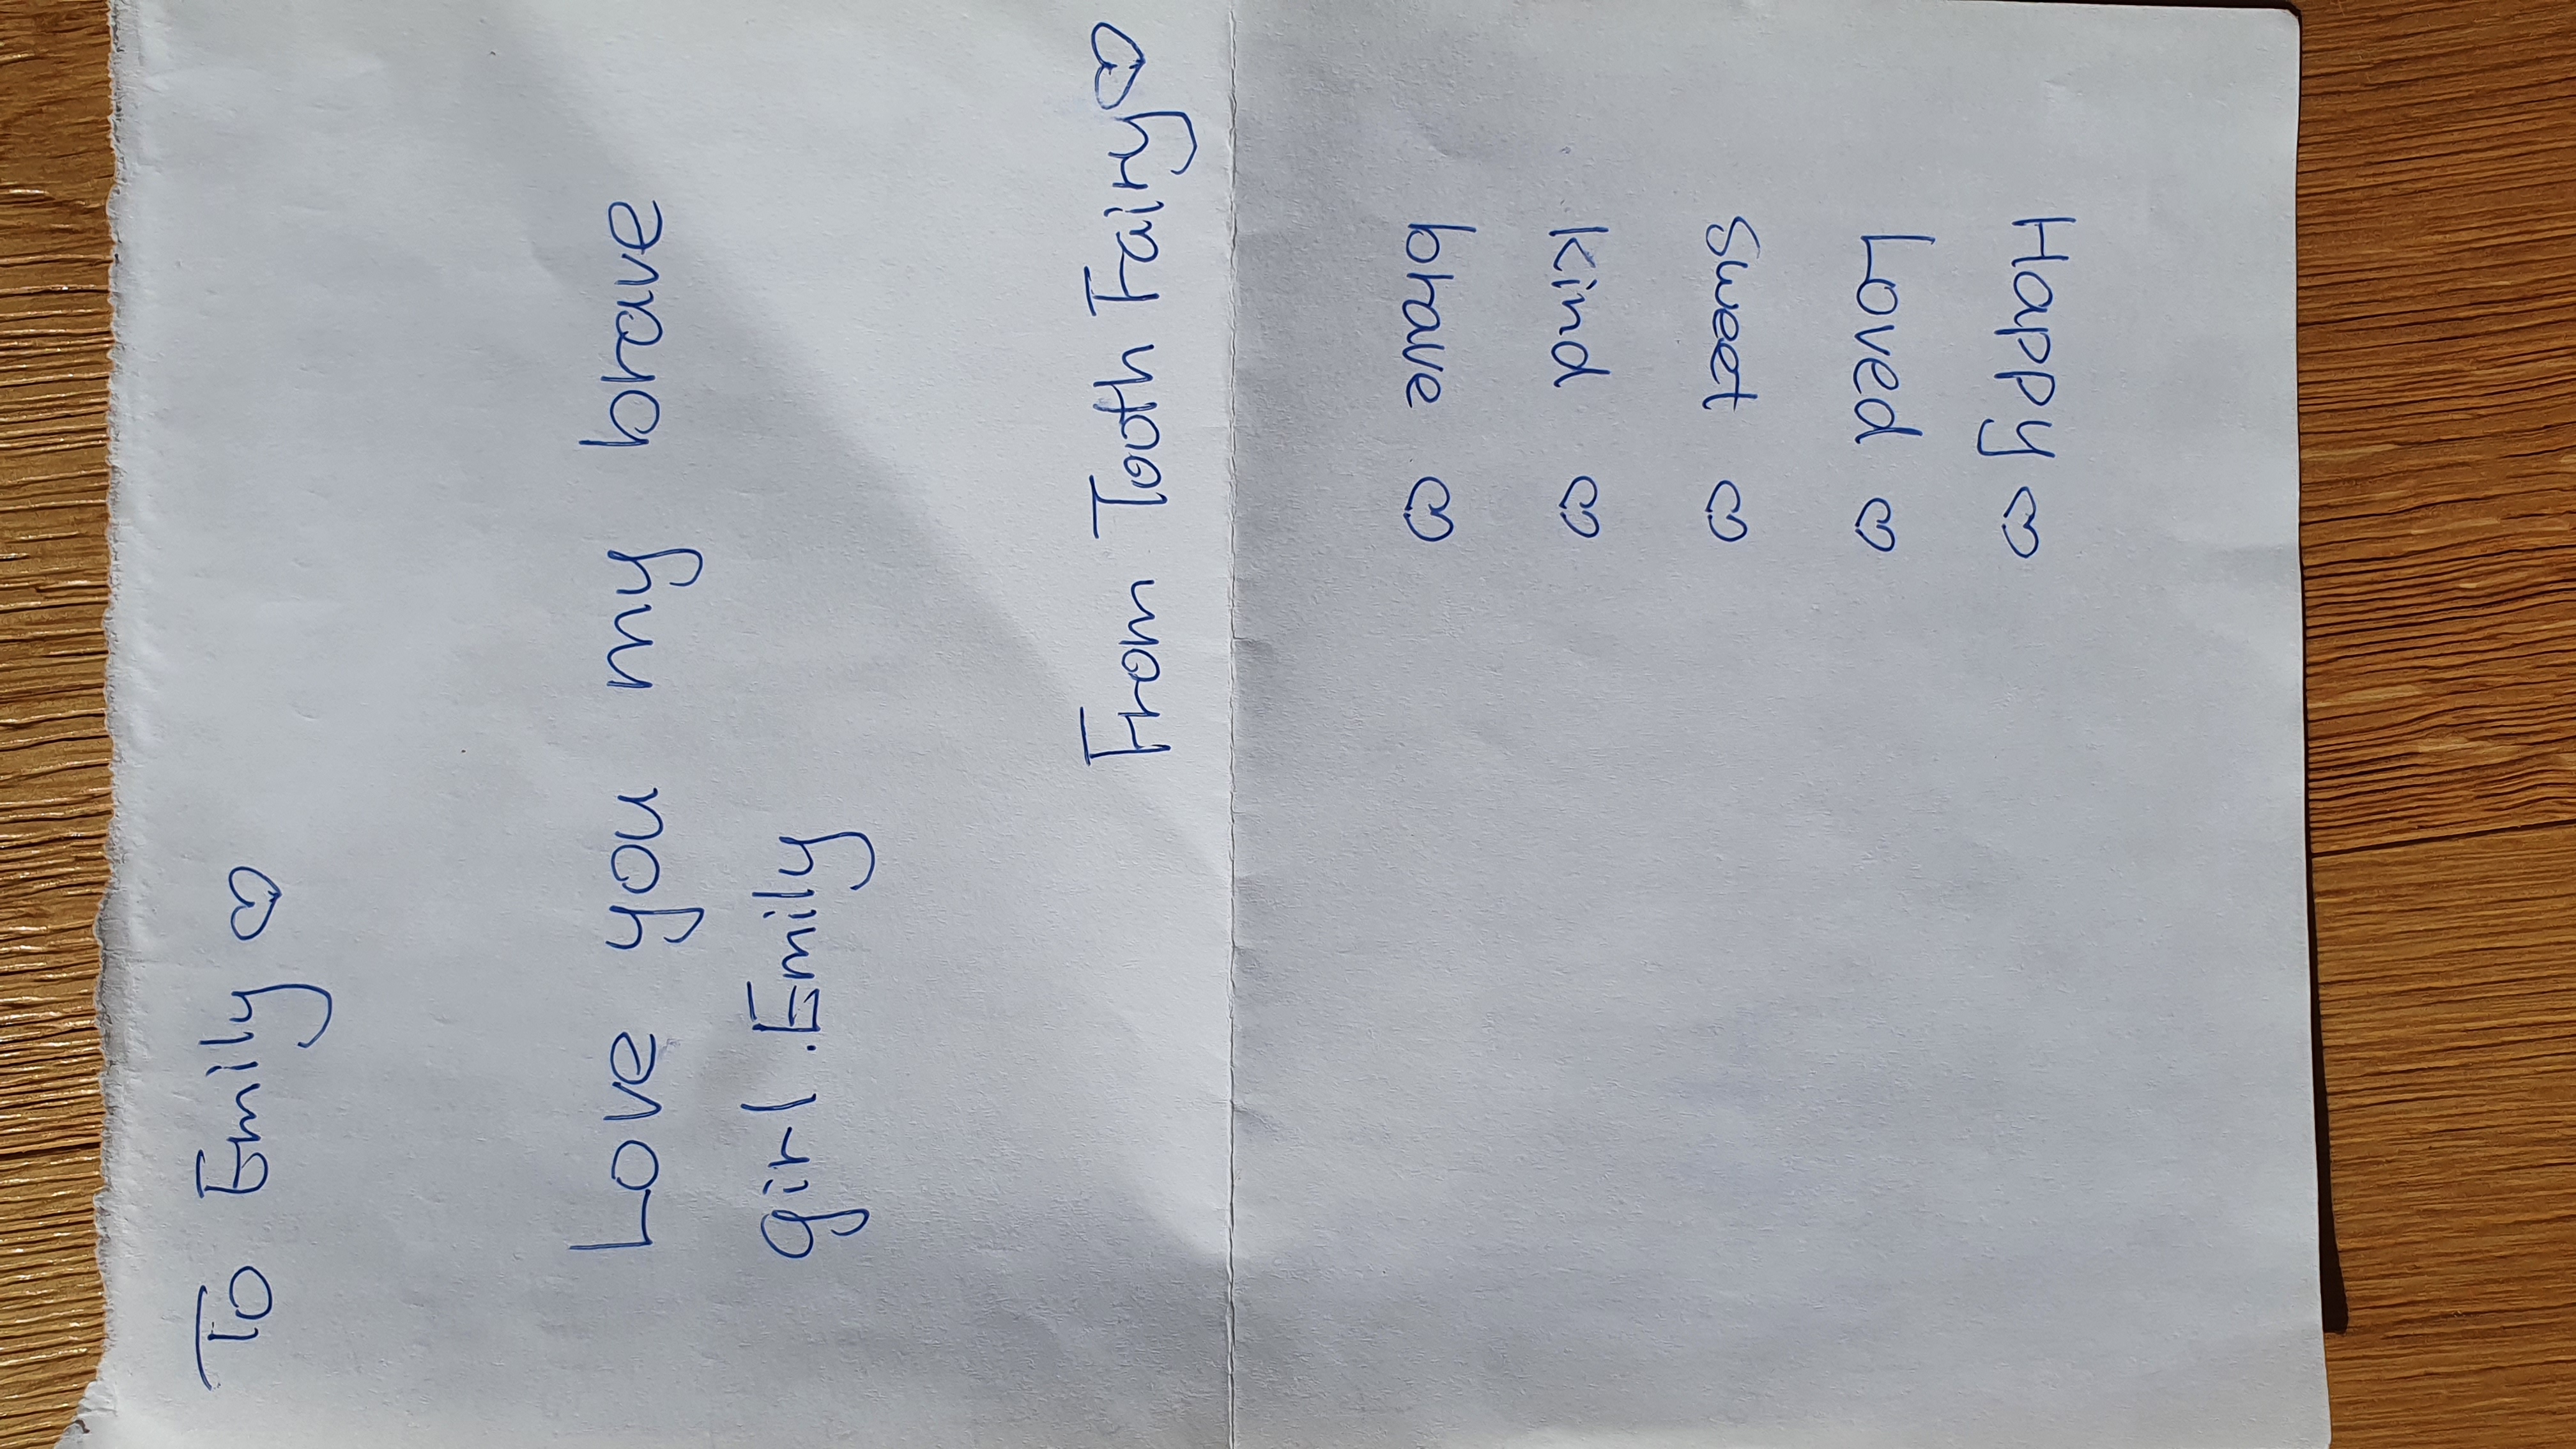 To Emily ♡
Love you my brave
girl .Emily
From Tooth Fairy ♡
Happy ♡
Loved ♡
Sweet ♡
kind ♡
brave ♡